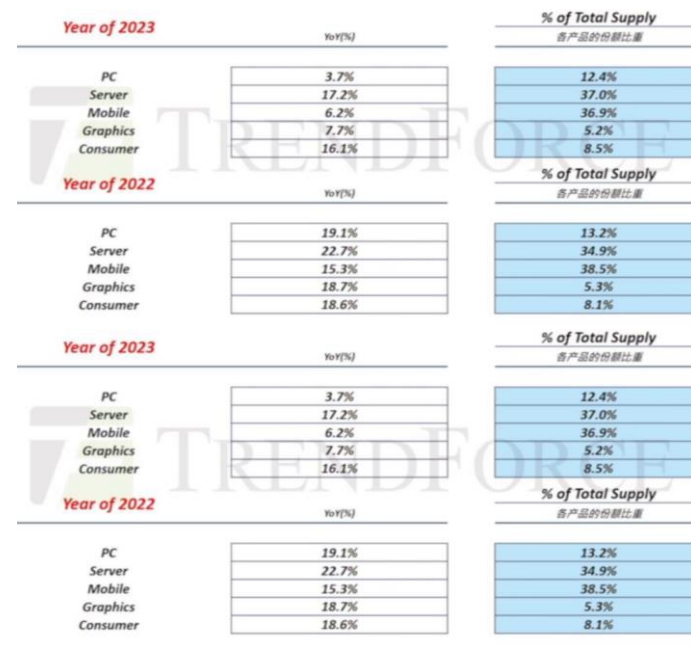 Year of 2023 YoY(%) % of Total Supply
各产品的份额比重
PC 3.7% 12.4%
Server 17.2% 37.0%
Mobile 6.2% 36.9%
Graphics 7.7% 5.2%
Consumer 16.1% 8.5%
TRENDFORCE
Year of 2022 YoY(%) % of Total Supply
各产品的份额比重
PC 19.1% 13.2%
Server 22.7% 34.9%
Mobile 15.3% 38.5%
Graphics 18.7% 5.3%
Consumer 18.6% 8.1%
Year of 2023 YoY(%) % of Total Supply
各产品的份额比重
PC 3.7% 12.4%
Server 17.2% 37.0%
Mobile 6.2% 36.9%
Graphics 7.7% 5.2%
Consumer 16.1% 8.5%
TRENDFORCE
Year of 2022 YoY(%) % of Total Supply
各产品的份额比重
PC 19.1% 13.2%
Server 22.7% 34.9%
Mobile 15.3% 38.5%
Graphics 18.7% 5.3%
Consumer 18.6% 8.1%